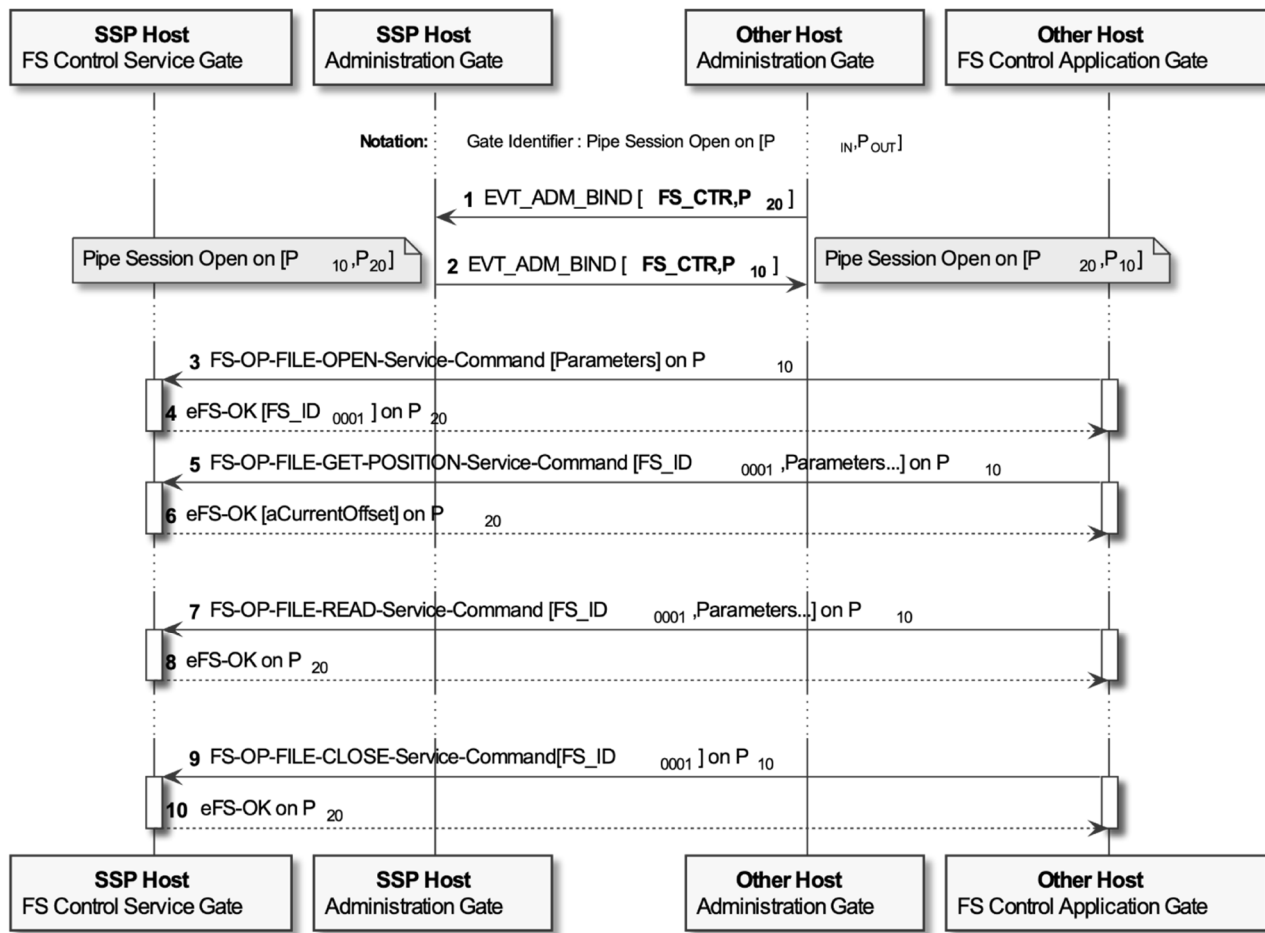 SSP Host
FS Control Service Gate
SSP Host
Administration Gate
Other Host
Administration Gate
Other Host
FS Control Application Gate
Notation: Gate Identifier : Pipe Session Open on [P IN,POUT]
1 EVT_ADM_BIND [ FS_CTR,P 20 ]
Pipe Session Open on [P 10 ,P20]
2 EVT_ADM_BIND [ FS_CTR,P 10 ]
Pipe Session Open on [P 20 ,P10]
3 FS-OP-FILE-OPEN-Service-Command [Parameters] on P 10
4 eFS-OK [FS_ID 0001 ] on P 20
5 FS-OP-FILE-GET-POSITION-Service-Command [FS_ID 0001 ,Parameters...] on P 10
6 eFS-OK [aCurrentOffset] on P 20
7 FS-OP-FILE-READ-Service-Command [FS_ID 0001 ,Parameters...] on P 10
8 eFS-OK on P 20
9 FS-OP-FILE-CLOSE-Service-Command[FS_ID 0001 ] on P 10
10 eFS-OK on P 20
SSP Host
FS Control Service Gate
SSP Host
Administration Gate
Other Host
Administration Gate
Other Host
FS Control Application Gate